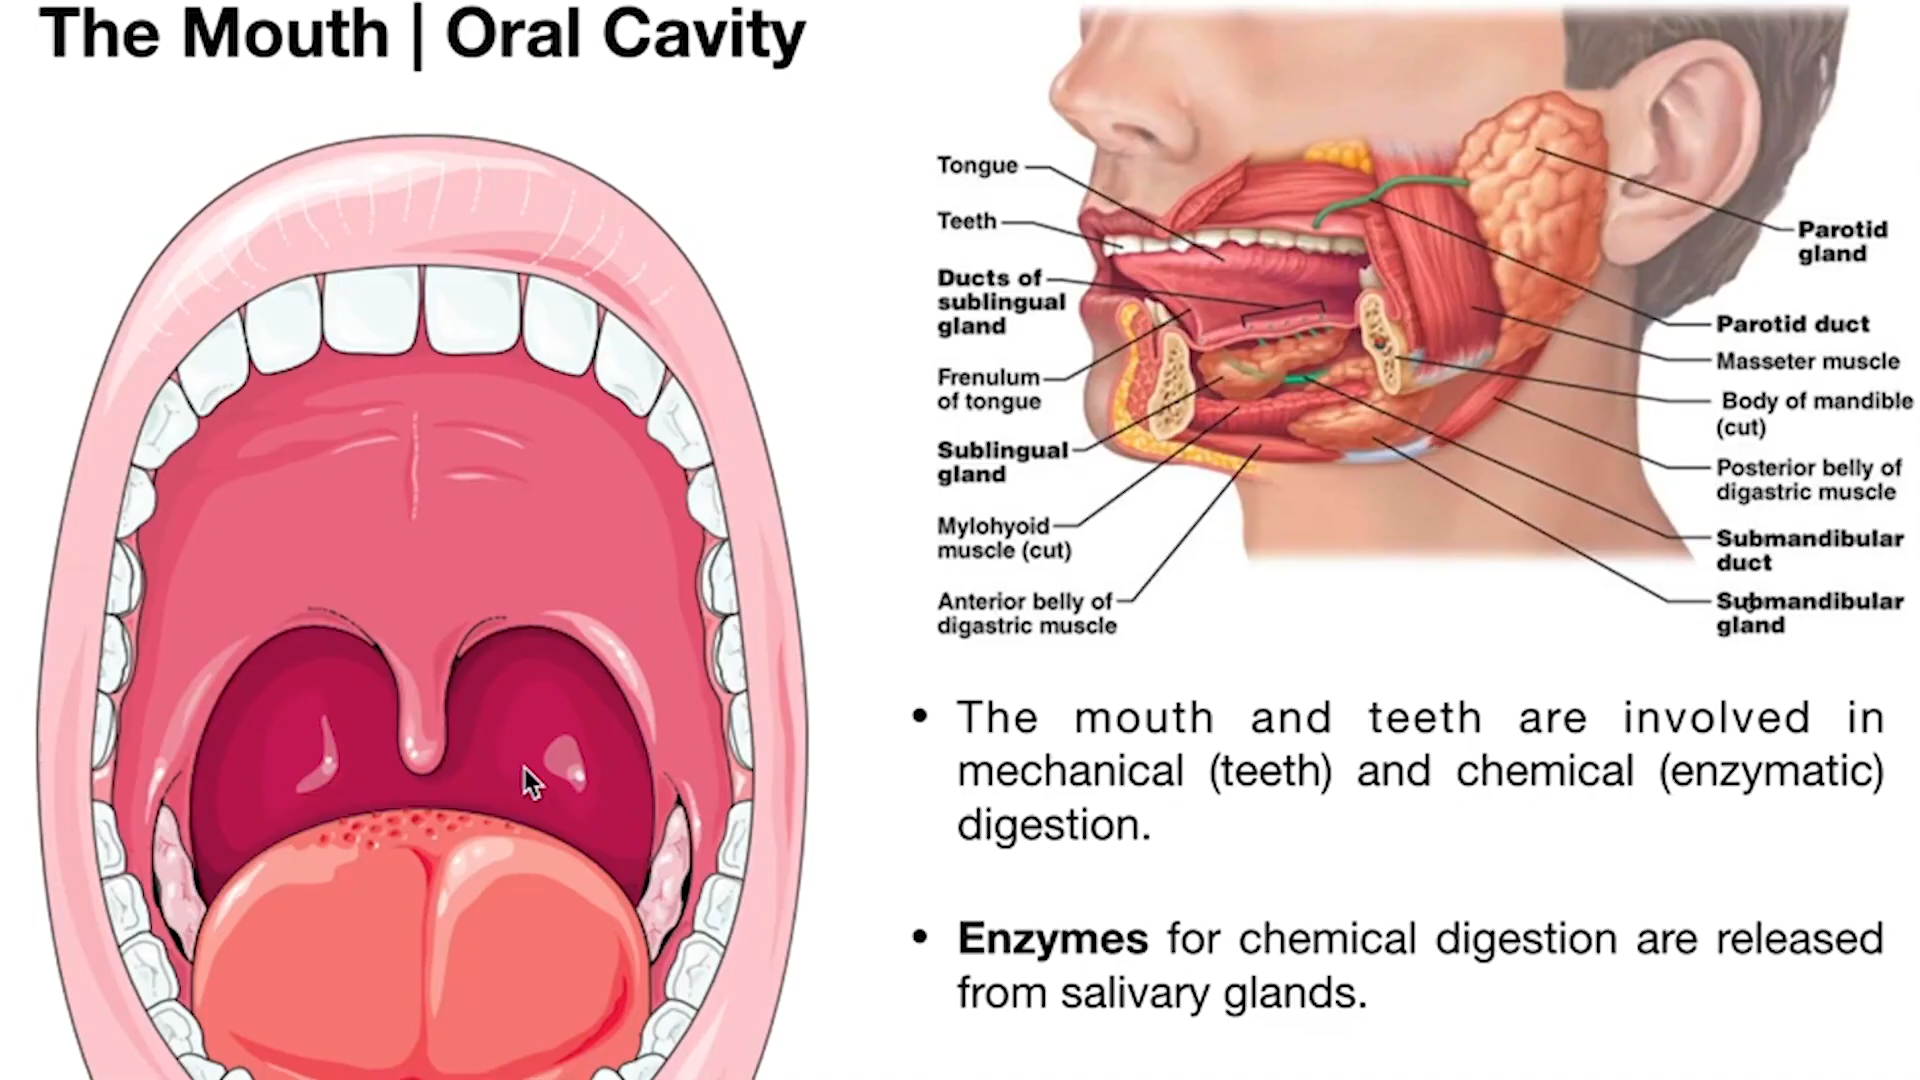 The Mouth | Oral Cavity
Tongue
Teeth
Ducts of
sublingual
gland
Frenulum
of tongue
Sublingual
gland
Mylohyoid
muscle (cut)
Anterior belly of
digastric muscle
Parotid
gland
Parotid duct
Masseter muscle
Body of mandible
(cut)
Posterior belly of
digastric muscle
Submandibular
duct
Submandibular
gland
• The mouth and teeth are involved in
mechanical (teeth) and chemical (enzymatic)
digestion.
• Enzymes for chemical digestion are released
from salivary glands.